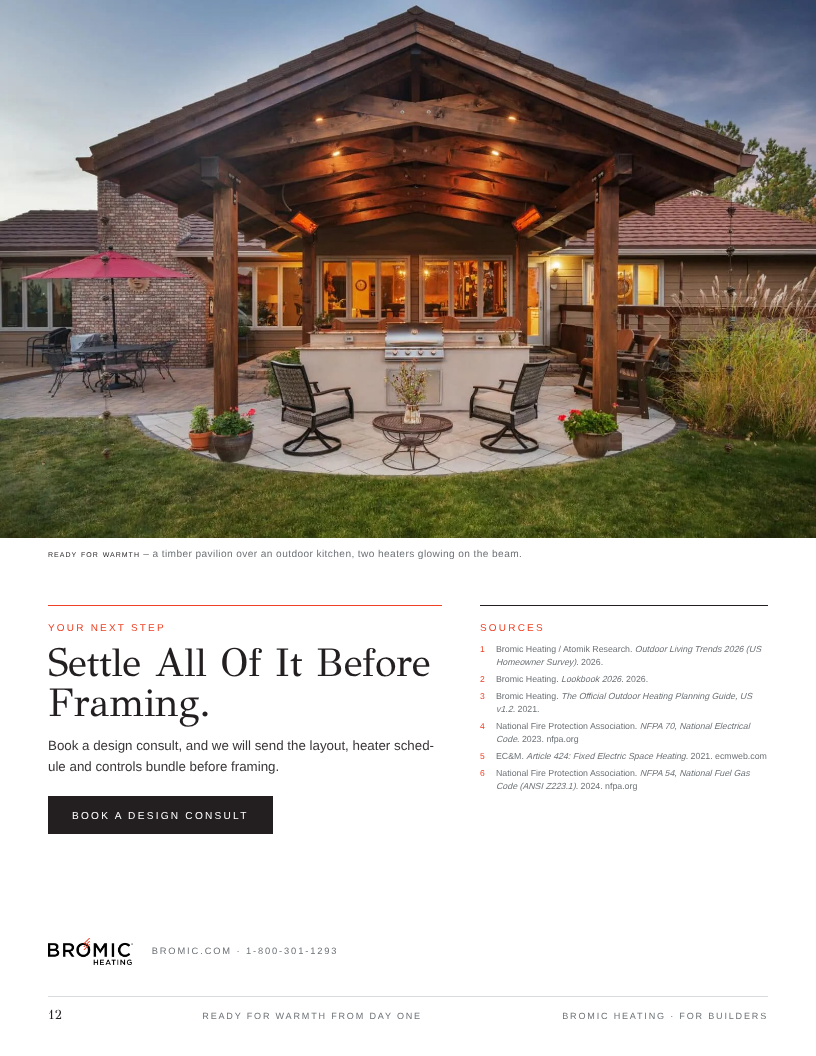 READY FOR WARMTH – a timber pavilion over an outdoor kitchen, two heaters glowing on the beam.
YOUR NEXT STEP
Settle All Of It Before
Framing.
Book a design consult, and we will send the layout, heater sched-
ule and controls bundle before framing.
BOOK A DESIGN CONSULT
SOURCES
1 Bromic Heating / Atomik Research. Outdoor Living Trends 2026 (US
Homeowner Survey). 2026.
2 Bromic Heating. Lookbook 2026. 2026.
3 Bromic Heating. The Official Outdoor Heating Planning Guide, US
v1.2. 2021.
4 National Fire Protection Association. NFPA 70, National Electrical
Code. 2023. nfpa.org
5 EC&M. Article 424: Fixed Electric Space Heating. 2021. ecmweb.com
6 National Fire Protection Association. NFPA 54, National Fuel Gas
Code (ANSI Z223.1). 2024. nfpa.org
BROMIC
HEATING
BROMIC.COM · 1-800-301-1293
12 READY FOR WARMTH FROM DAY ONE BROMIC HEATING · FOR BUILDERS